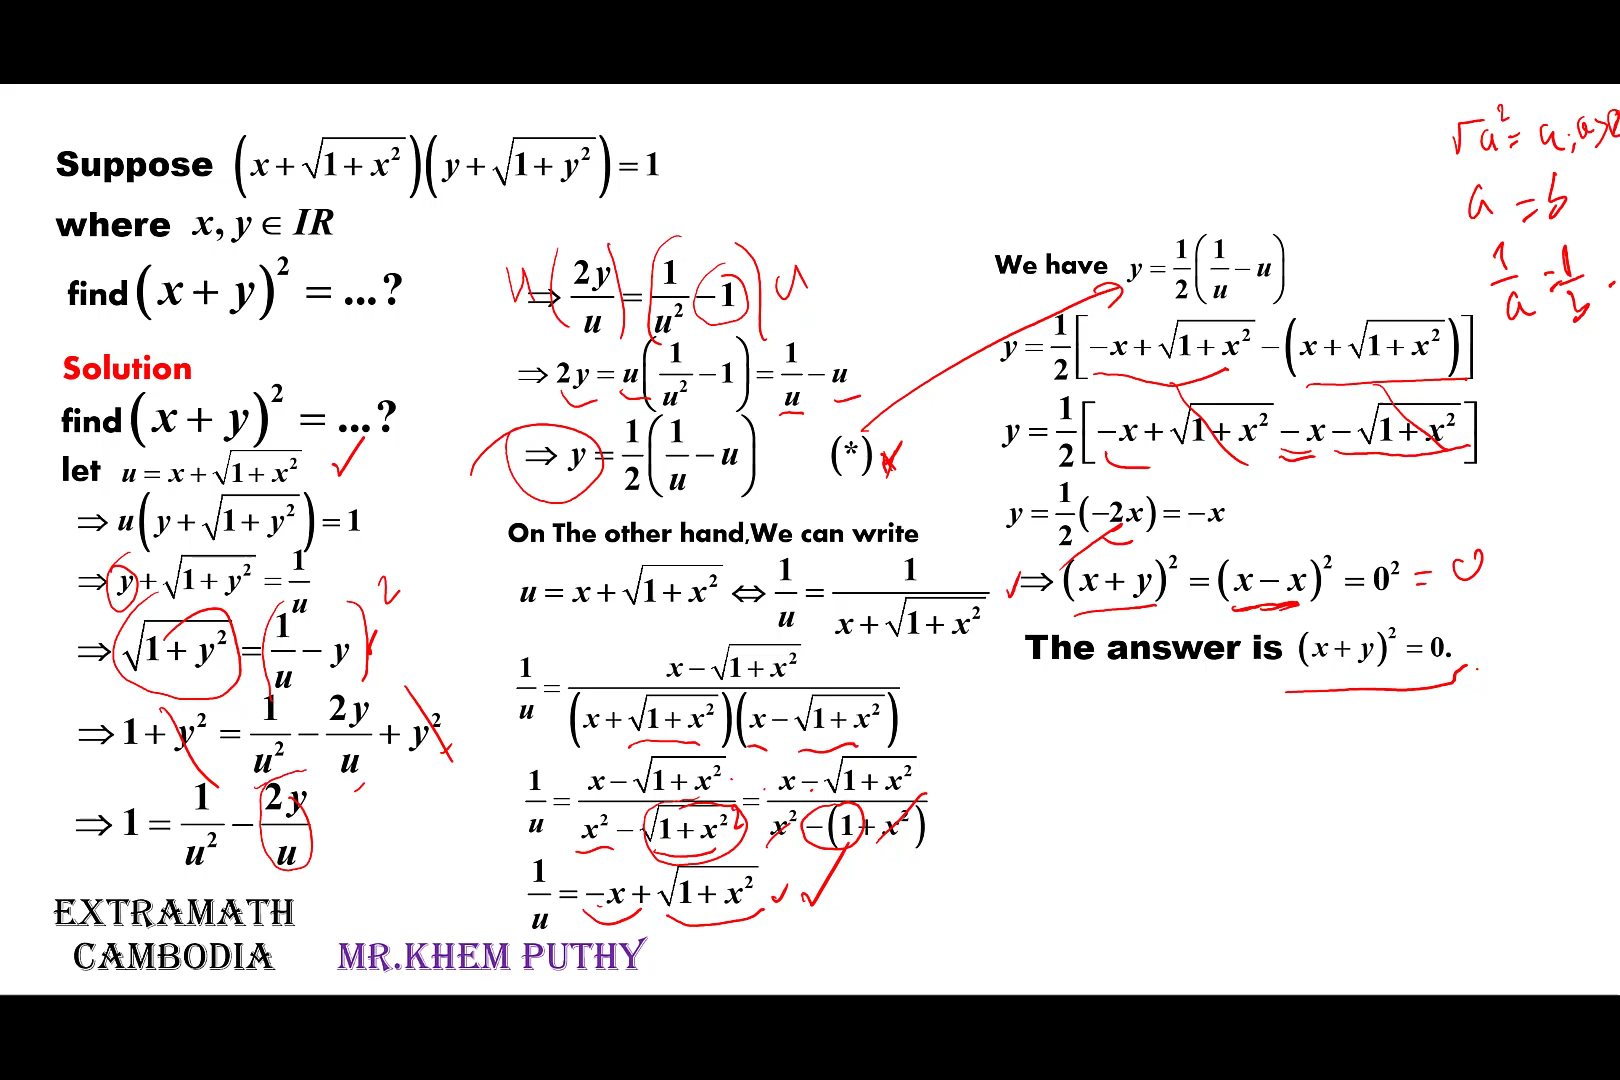 Suppose (x + √(1 + x²))(y + √(1 + y²)) = 1
where x, y ∈ IR
find (x + y)² = ...?
Solution
find (x + y)² = ...?
let u = x + √(1 + x²)
⇒ u(y + √(1 + y²)) = 1
⇒ y + √(1 + y²) = 1/u
⇒ √(1 + y²) = (1/u − y)²
⇒ 1 + y² = 1/u² − 2y/u + y²
⇒ 1 = 1/u² − 2y/u
EXTRAMATH
CAMBODIA
MR.KHEM PUTHY
u(⇒ 2y/u) = (1/u² − 1) u
⇒ 2y = u(1/u² − 1) = 1/u − u
⇒ y = 1/2 (1/u − u) (*)
On The other hand,We can write
u = x + √(1 + x²) ⇔ 1/u = 1/(x + √(1 + x²))
1/u = (x − √(1 + x²))/((x + √(1 + x²))(x − √(1 + x²)))
1/u = (x − √(1 + x²))/(x² − √(1 + x²)²) = (x − √(1 + x²))/(x² − (1 + x²))
1/u = −x + √(1 + x²)
We have y = 1/2 (1/u − u)
y = 1/2 [−x + √(1 + x²) − (x + √(1 + x²))]
y = 1/2 [−x + √(1 + x²) − x − √(1 + x²)]
y = 1/2 (−2x) = −x
⇒ (x + y)² = (x − x)² = 0² = 0
The answer is (x + y)² = 0.
√a² = a; a>0
a = b
1/a = 1/b